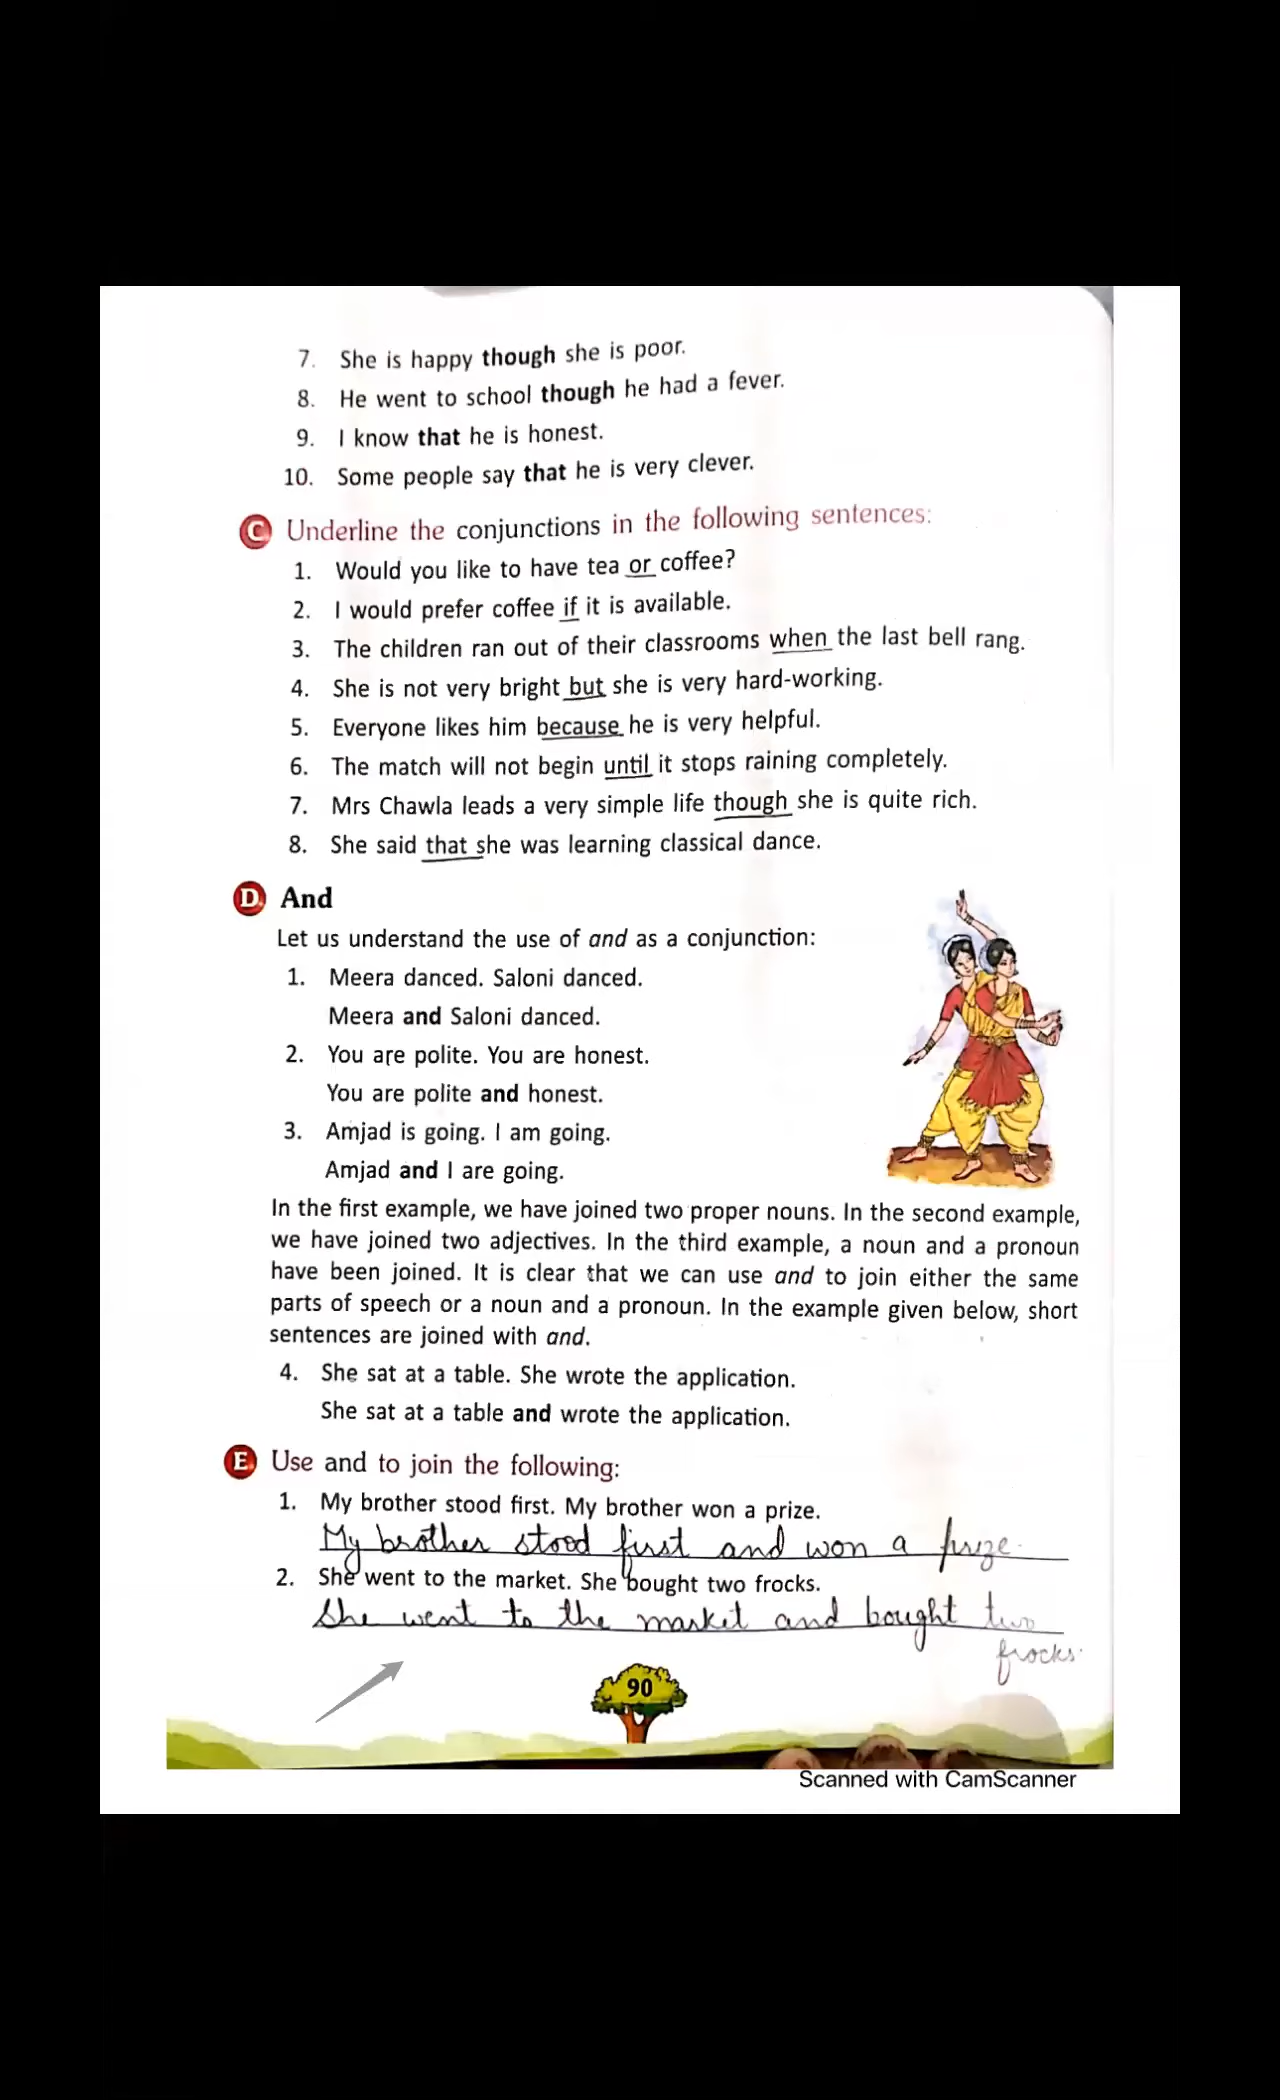 7. She is happy though she is poor.
8. He went to school though he had a fever.
9. I know that he is honest.
10. Some people say that he is very clever.
C Underline the conjunctions in the following sentences:
1. Would you like to have tea or coffee?
2. I would prefer coffee if it is available.
3. The children ran out of their classrooms when the last bell rang.
4. She is not very bright but she is very hard-working.
5. Everyone likes him because he is very helpful.
6. The match will not begin until it stops raining completely.
7. Mrs Chawla leads a very simple life though she is quite rich.
8. She said that she was learning classical dance.
D. And
Let us understand the use of and as a conjunction:
1. Meera danced. Saloni danced.
Meera and Saloni danced.
2. You are polite. You are honest.
You are polite and honest.
3. Amjad is going. I am going.
Amjad and I are going.
In the first example, we have joined two proper nouns. In the second example,
we have joined two adjectives. In the third example, a noun and a pronoun
have been joined. It is clear that we can use and to join either the same
parts of speech or a noun and a pronoun. In the example given below, short
sentences are joined with and.
4. She sat at a table. She wrote the application.
She sat at a table and wrote the application.
E. Use and to join the following:
1. My brother stood first. My brother won a prize.
My brother stood first and won a prize.
2. She went to the market. She bought two frocks.
She went to the market and bought two
frocks.
90
Scanned with CamScanner